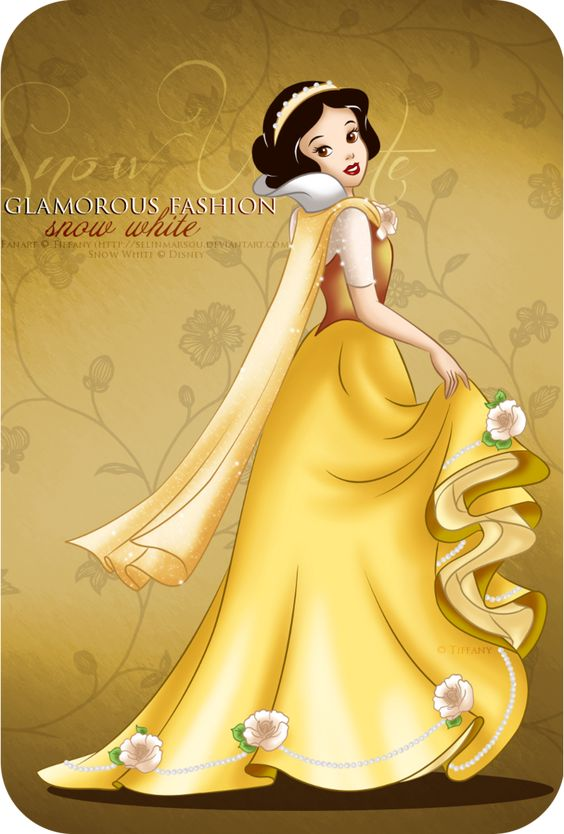 Snow White
GLAMOROUS FASHION
snow white
FANART © TIFFANY (HTTP://SELINMARSOU.DEVIANTART.COM
SNOW WHITE © DISNEY
© TIFFANY